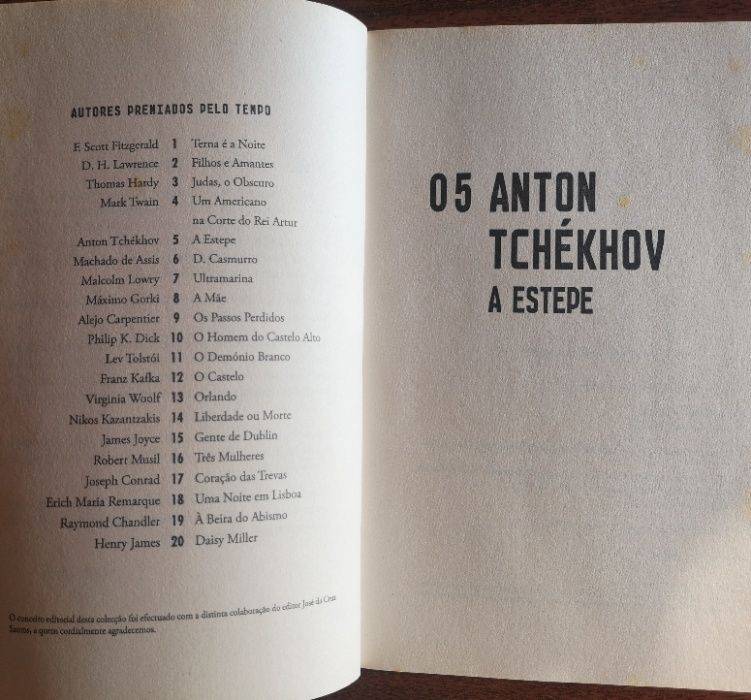 AUTORES PREMIADOS PELO TEMPO
F. Scott Fitzgerald 1 Terna é a Noite
D. H. Lawrence 2 Filhos e Amantes
Thomas Hardy 3 Judas, o Obscuro
Mark Twain 4 Um Americano
na Corte do Rei Artur
Anton Tchékhov 5 A Estepe
Machado de Assis 6 D. Casmurro
Malcolm Lowry 7 Ultramarina
Máximo Gorki 8 A Mãe
Alejo Carpentier 9 Os Passos Perdidos
Philip K. Dick 10 O Homem do Castelo Alto
Lev Tolstói 11 O Demónio Branco
Franz Kafka 12 O Castelo
Virginia Woolf 13 Orlando
Nikos Kazantzakis 14 Liberdade ou Morte
James Joyce 15 Gente de Dublin
Robert Musil 16 Três Mulheres
Joseph Conrad 17 Coração das Trevas
Erich Maria Remarque 18 Uma Noite em Lisboa
Raymond Chandler 19 À Beira do Abismo
Henry James 20 Daisy Miller
O conceito editorial desta colecção foi efectuado com a distinta colaboração do editor José da Cruz
Santos, a quem cordialmente agradecemos.
05 ANTON
TCHÉKHOV
A ESTEPE